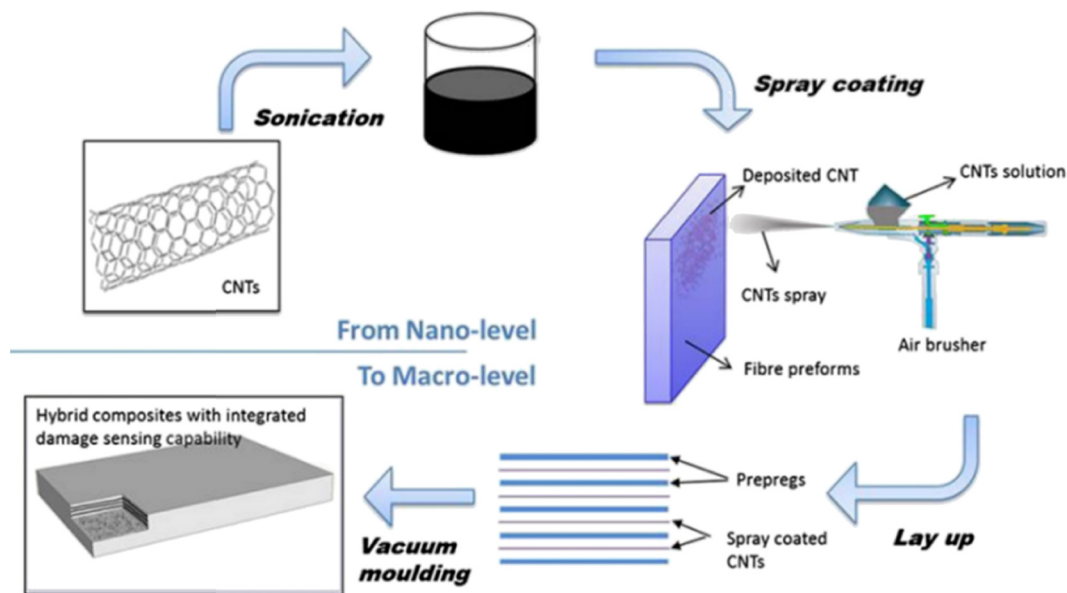 Sonication
Spray coating
CNTs
Deposited CNT
CNTs solution
CNTs spray
Air brusher
Fibre preforms
From Nano-level
To Macro-level
Hybrid composites with integrated
damage sensing capability
Vacuum
moulding
Prepregs
Spray coated
CNTs
Lay up